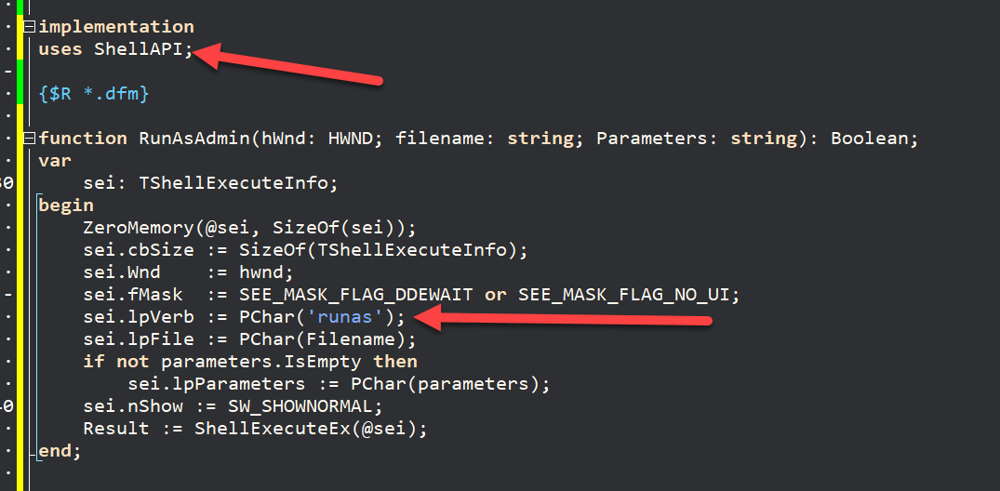 implementation
uses ShellAPI;
{$R *.dfm}
function RunAsAdmin(hWnd: HWND; filename: string; Parameters: string): Boolean;
var
sei: TShellExecuteInfo;
begin
ZeroMemory(@sei, SizeOf(sei));
sei.cbSize := SizeOf(TShellExecuteInfo);
sei.Wnd    := hwnd;
sei.fMask  := SEE_MASK_FLAG_DDEWAIT or SEE_MASK_FLAG_NO_UI;
sei.lpVerb := PChar('runas');
sei.lpFile := PChar(Filename);
if not parameters.IsEmpty then
sei.lpParameters := PChar(parameters);
sei.nShow := SW_SHOWNORMAL;
Result := ShellExecuteEx(@sei);
end;